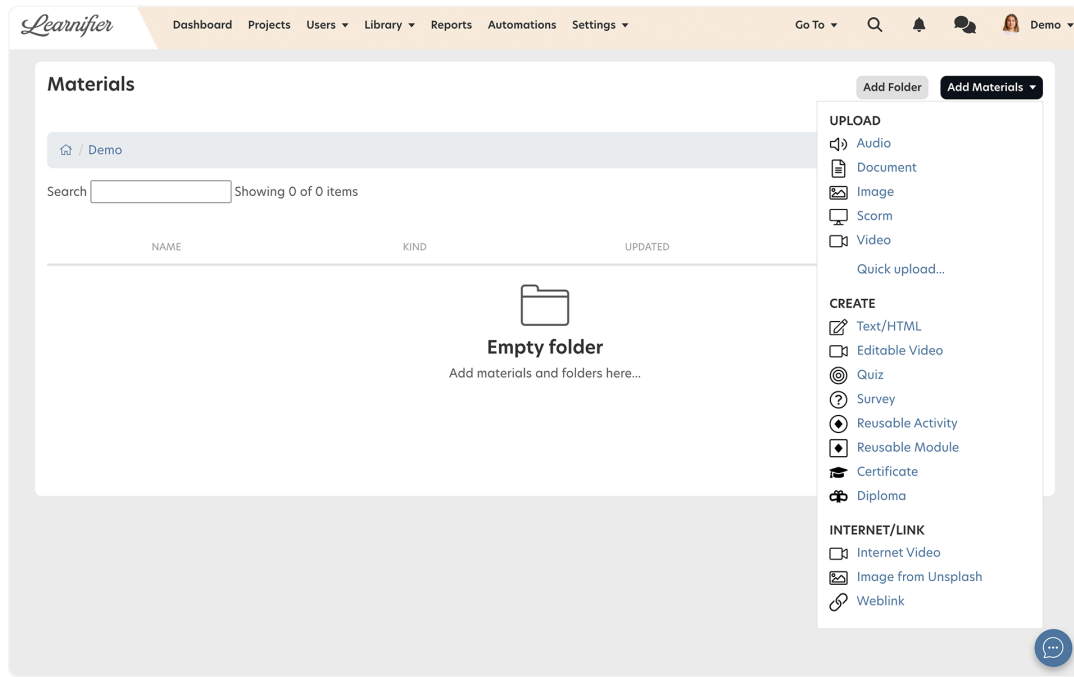 Learnifier Dashboard Projects Users Library Reports Automations Settings Go To Demo
Materials
Add Folder Add Materials
/ Demo
Search Showing 0 of 0 items
NAME KIND UPDATED
Empty folder
Add materials and folders here...
UPLOAD
Audio
Document
Image
Scorm
Video
Quick upload...
CREATE
Text/HTML
Editable Video
Quiz
Survey
Reusable Activity
Reusable Module
Certificate
Diploma
INTERNET/LINK
Internet Video
Image from Unsplash
Weblink